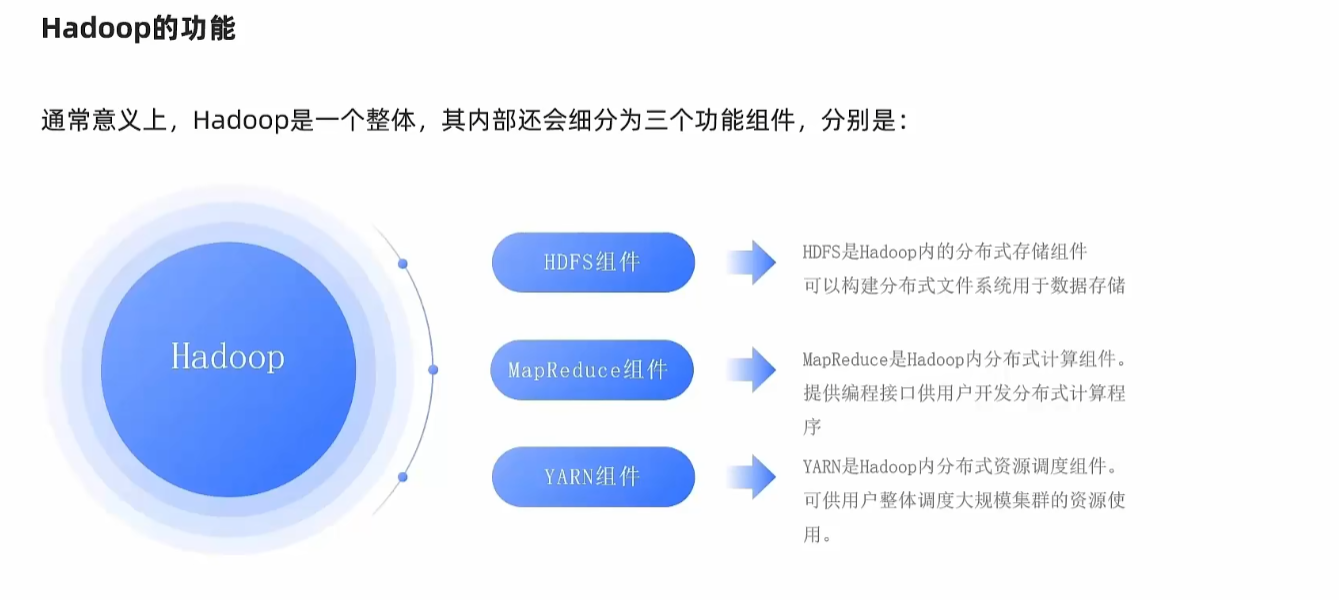 Hadoop的功能
通常意义上，Hadoop是一个整体，其内部还会细分为三个功能组件，分别是：
Hadoop
HDFS组件
HDFS是Hadoop内的分布式存储组件
可以构建分布式文件系统用于数据存储
MapReduce组件
MapReduce是Hadoop内分布式计算组件。
提供编程接口供用户开发分布式计算程
序
YARN组件
YARN是Hadoop内分布式资源调度组件。
可供用户整体调度大规模集群的资源使
用。